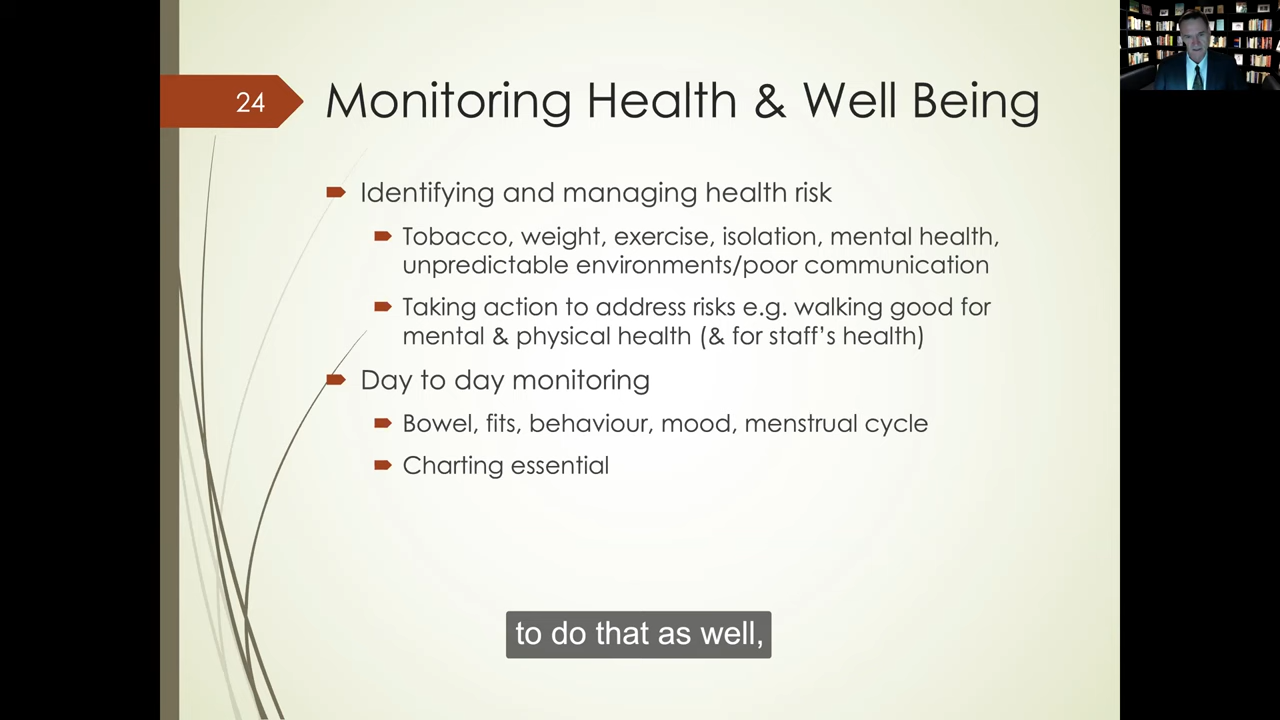 24
Monitoring Health & Well Being
Identifying and managing health risk
Tobacco, weight, exercise, isolation, mental health,
unpredictable environments/poor communication
Taking action to address risks e.g. walking good for
mental & physical health (& for staff's health)
Day to day monitoring
Bowel, fits, behaviour, mood, menstrual cycle
Charting essential
to do that as well,